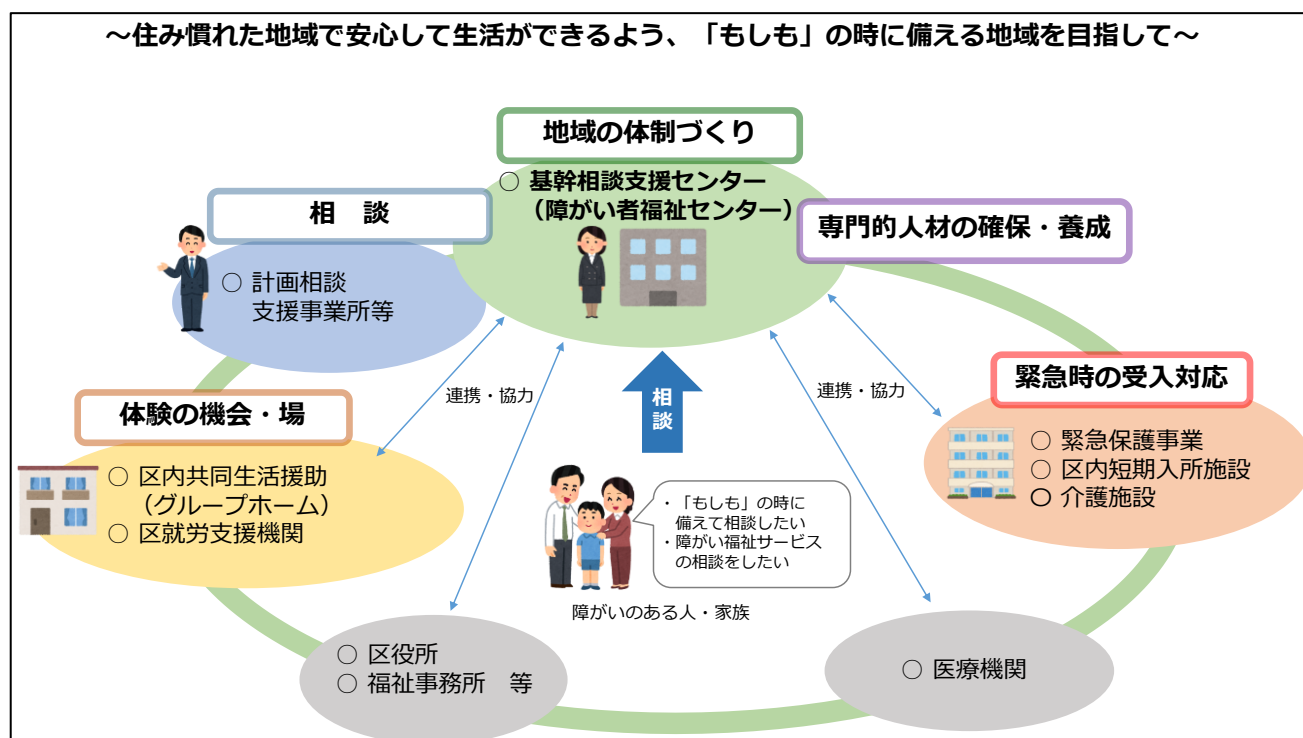 ～住み慣れた地域で安心して生活ができるよう、「もしも」の時に備える地域を目指して～
地域の体制づくり
○ 基幹相談支援センター
（障がい者福祉センター）
相　談
○ 計画相談
支援事業所等
専門的人材の確保・養成
緊急時の受入対応
○ 緊急保護事業
○ 区内短期入所施設
○ 介護施設
体験の機会・場
○ 区内共同生活援助
（グループホーム）
○ 区就労支援機関
連携・協力
相談
連携・協力
・「もしも」の時に
備えて相談したい
・障がい福祉サービス
の相談をしたい
障がいのある人・家族
○ 区役所
○ 福祉事務所　等
○ 医療機関